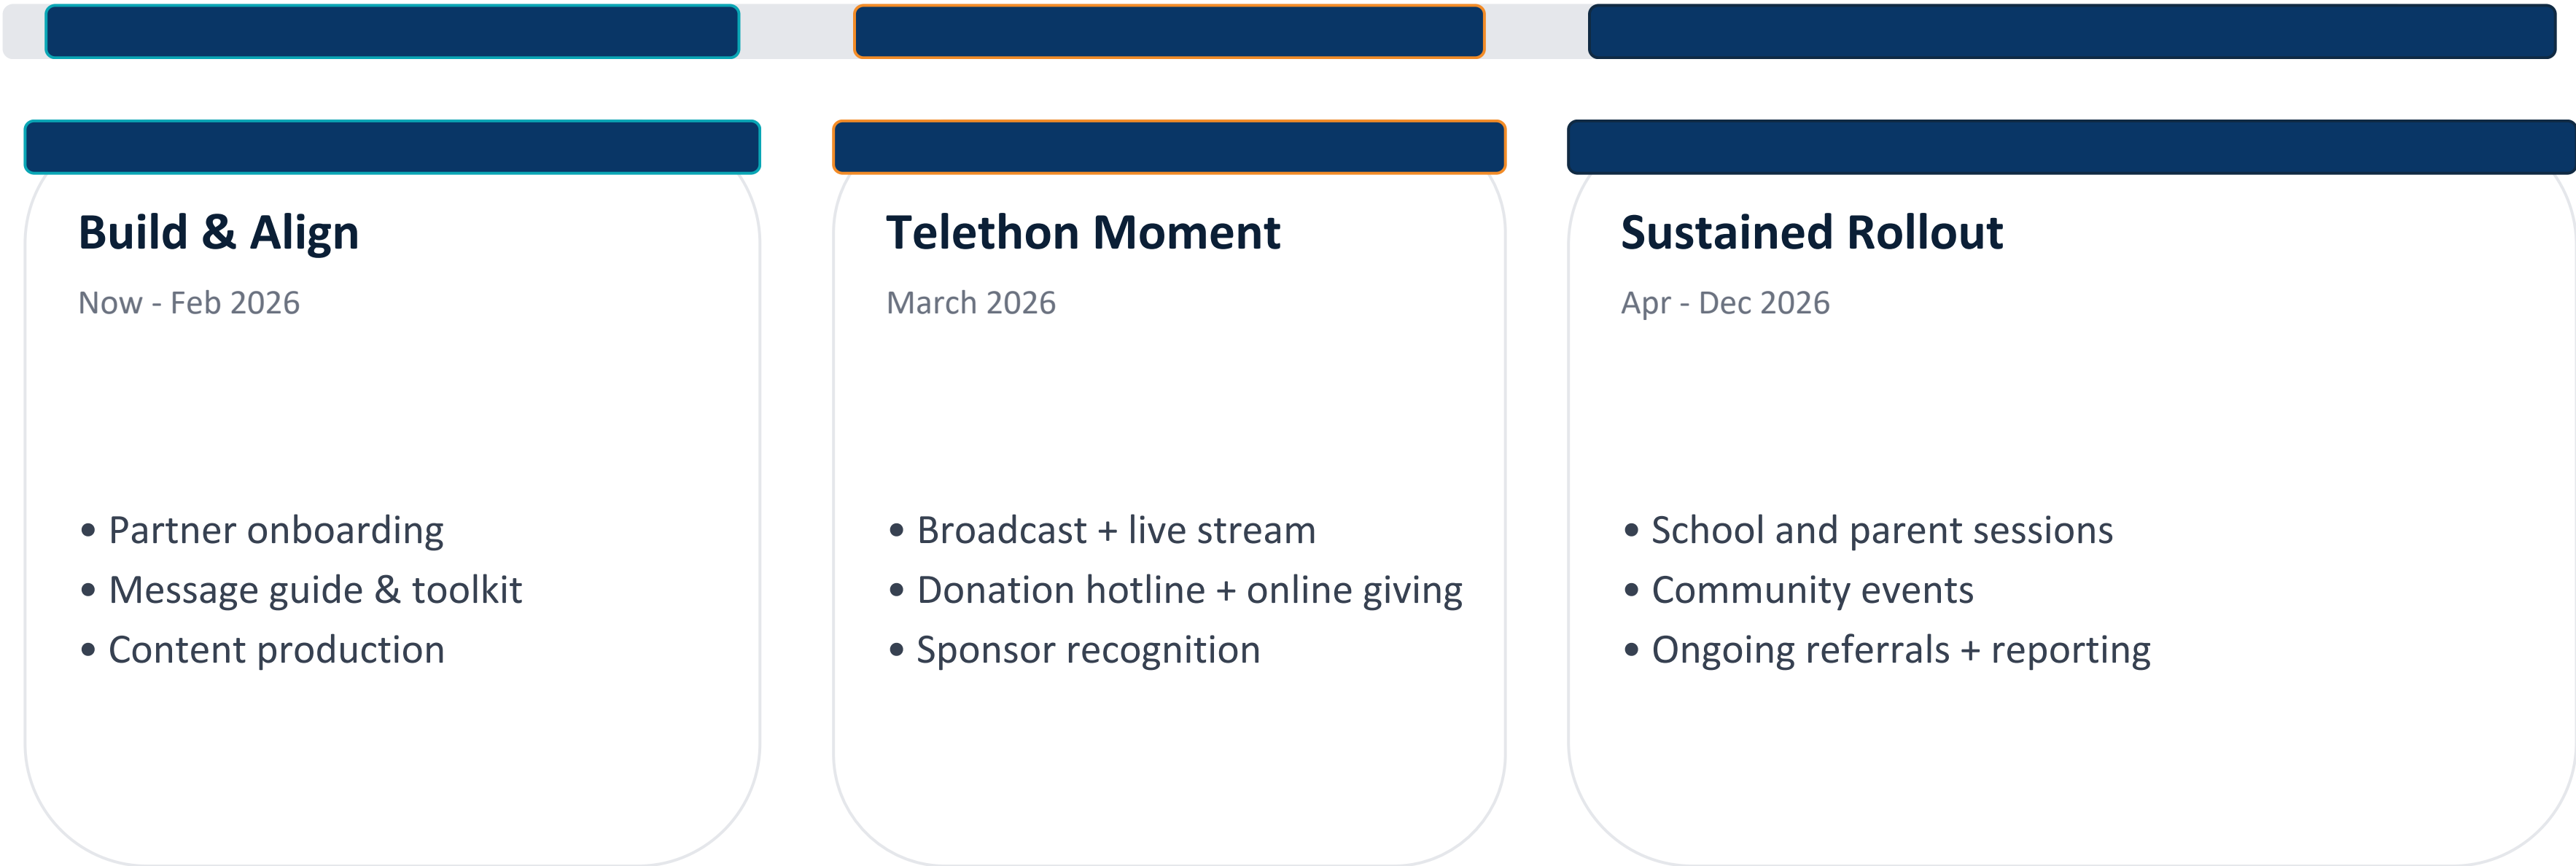 Build & Align
Now - Feb 2026
• Partner onboarding
• Message guide & toolkit
• Content production
Telethon Moment
March 2026
• Broadcast + live stream
• Donation hotline + online giving
• Sponsor recognition
Sustained Rollout
Apr - Dec 2026
• School and parent sessions
• Community events
• Ongoing referrals + reporting